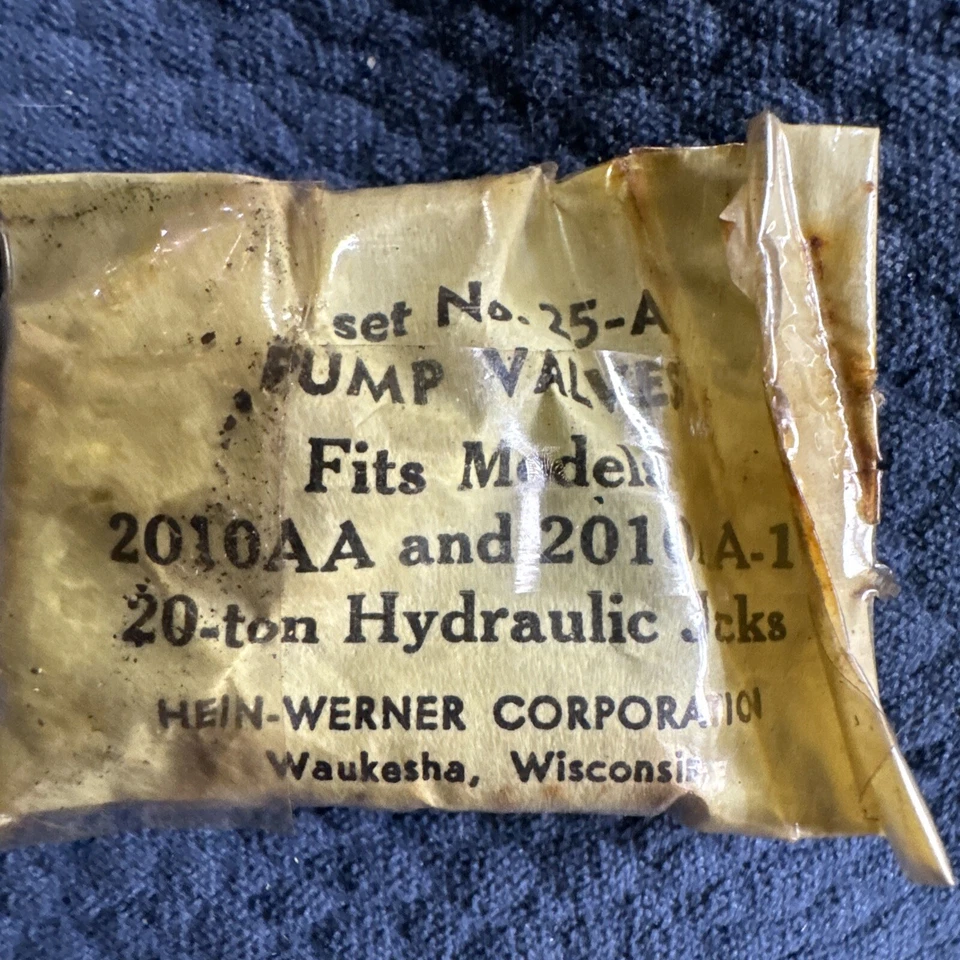 set No. 25-A
PUMP VALVES
Fits Models
2010AA and 2010AA-1
20-ton Hydraulic Jacks
HEIN-WERNER CORPORATION
Waukesha, Wisconsin